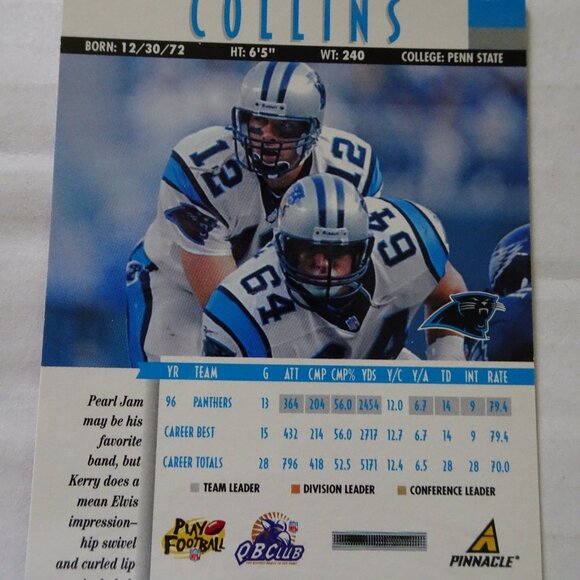 COLLINS
BORN: 12/30/72 HT: 6'5" WT: 240 COLLEGE: PENN STATE
12 12
64 64
YR TEAM G ATT CMP CMP% YDS Y/C Y/A TD INT RATE
96 PANTHERS 13 364 204 56.0 2454 12.0 6.7 14 9 79.4
CAREER BEST 15 432 214 56.0 2717 12.7 6.7 14 9 79.4
CAREER TOTALS 28 796 418 52.5 5171 12.4 6.5 28 28 70.0
TEAM LEADER DIVISION LEADER CONFERENCE LEADER
Pearl Jam
may be his
favorite
band, but
Kerry does a
mean Elvis
impression–
hip swivel
and curled lip
PLAY
FOOTBALL
QB CLUB
PINNACLE